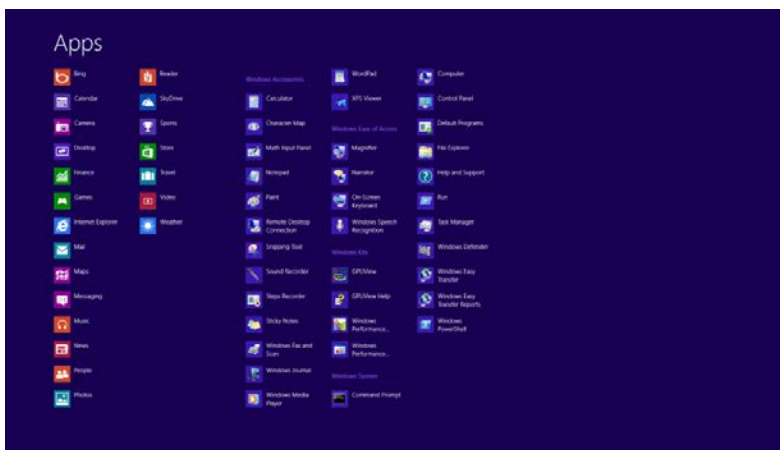 Apps
Bing
Calendar
Camera
Desktop
Finance
Games
Internet Explorer
Mail
Maps
Messaging
Music
News
People
Photos
Reader
SkyDrive
Sports
Store
Travel
Video
Weather
Windows Accessories
Calculator
Character Map
Math Input Panel
Notepad
Paint
Remote Desktop
Connection
Snipping Tool
Sound Recorder
Steps Recorder
Sticky Notes
Windows Fax and
Scan
Windows Journal
Windows Media
Player
WordPad
XPS Viewer
Windows Ease of Access
Magnifier
Narrator
On-Screen
Keyboard
Windows Speech
Recognition
Windows Kits
GPUView
GPUView Help
Windows
Performance...
Windows
Performance...
Windows System
Command Prompt
Computer
Control Panel
Default Programs
File Explorer
Help and Support
Run
Task Manager
Windows Defender
Windows Easy
Transfer
Windows Easy
Transfer Reports
Windows
PowerShell